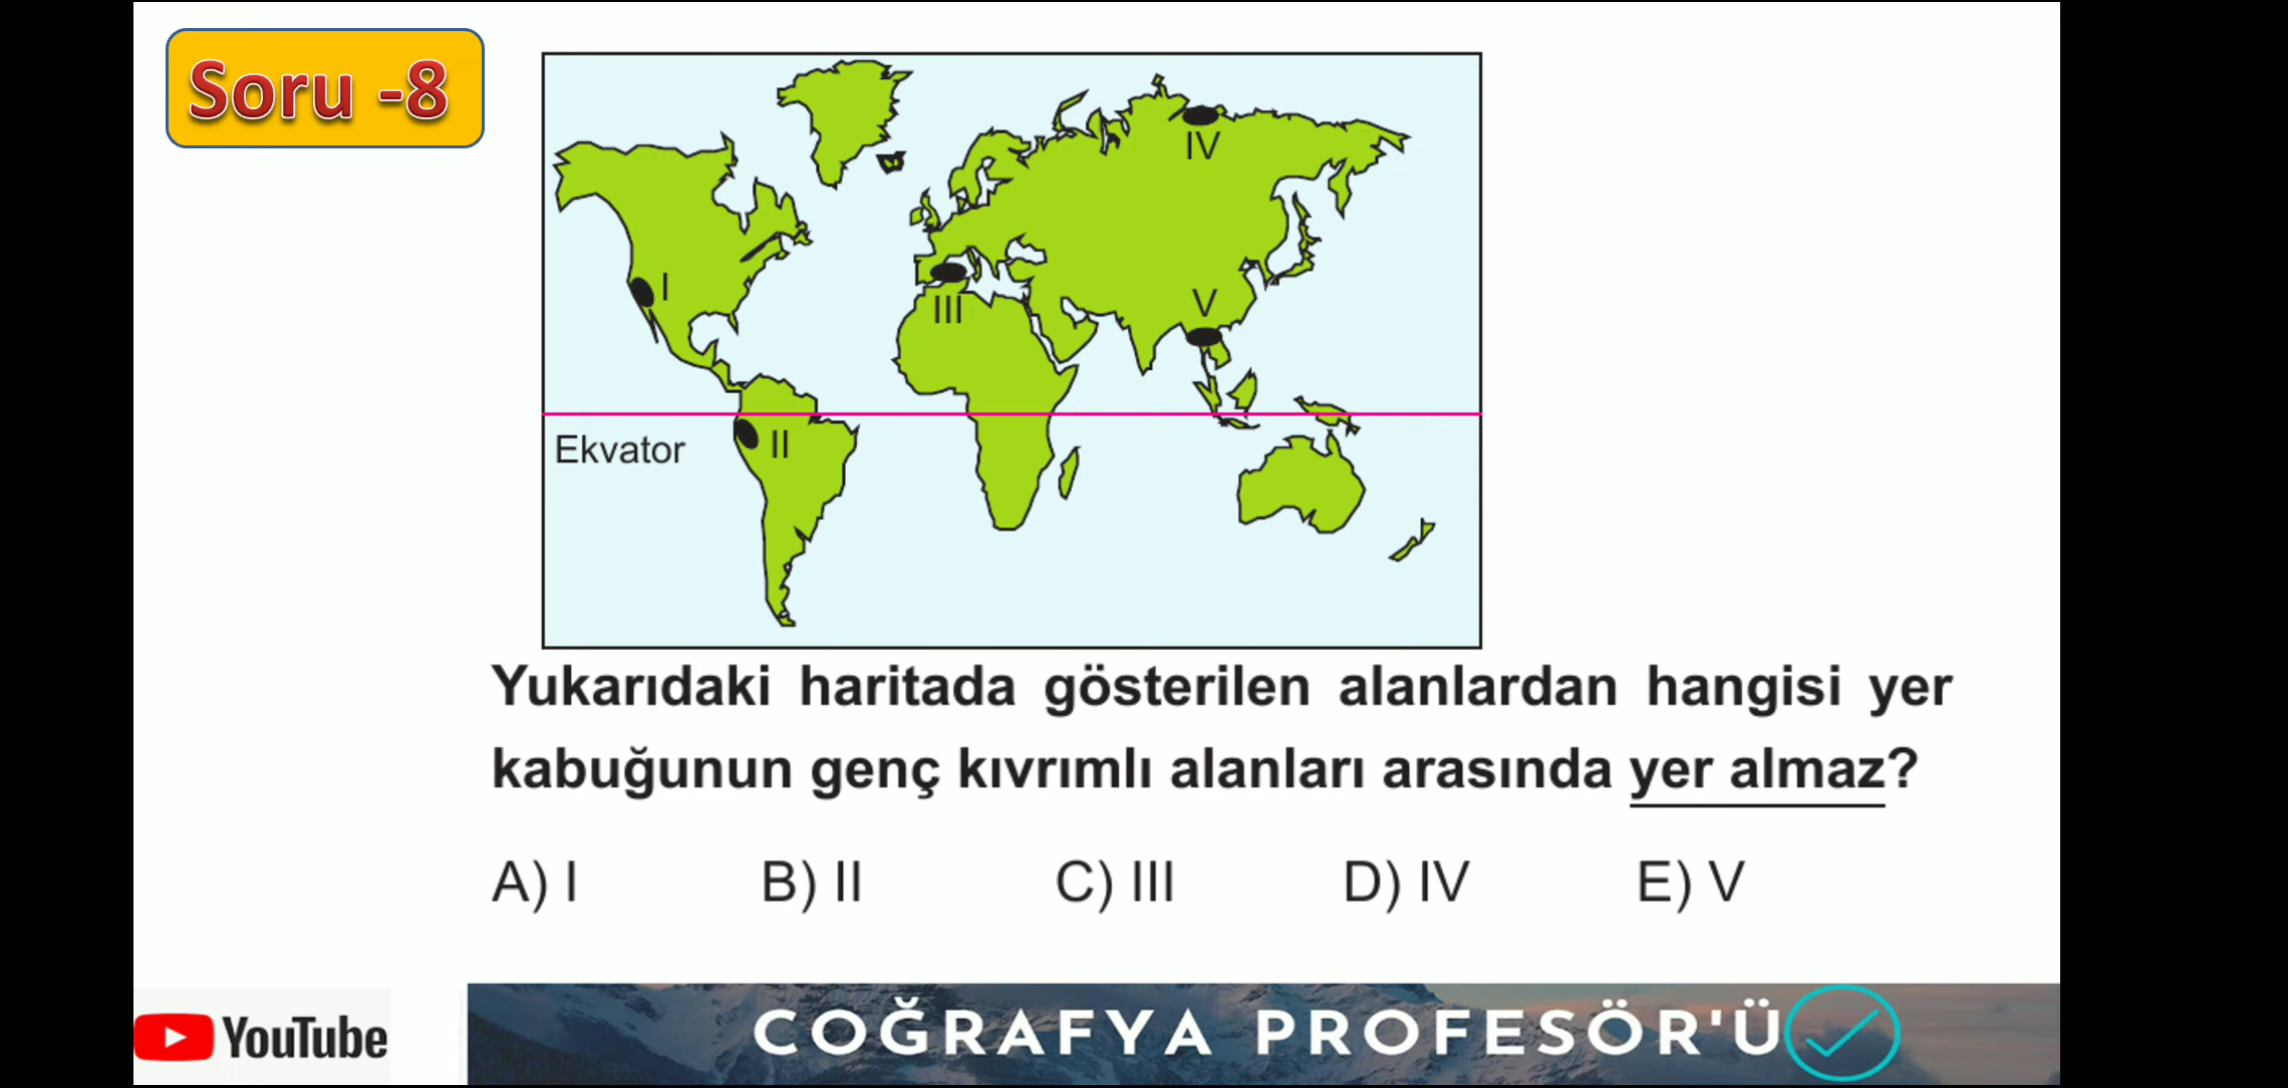 Soru -8
IV
I
III
V
Ekvator
II
Yukarıdaki haritada gösterilen alanlardan hangisi yer
kabuğunun genç kıvrımlı alanları arasında yer almaz?
A) I B) II C) III D) IV E) V
YouTube
COĞRAFYA PROFESÖR'Ü